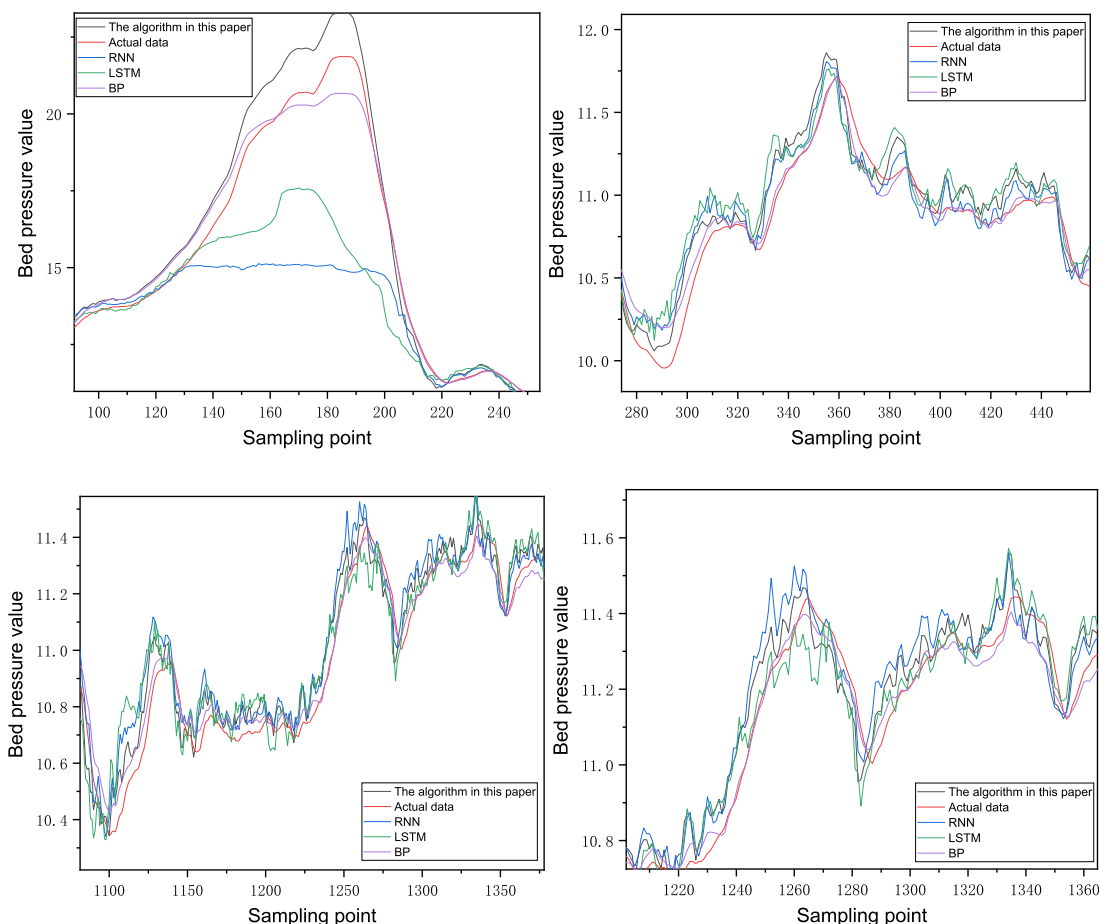 The algorithm in this paper
Actual data
RNN
LSTM
BP
20
15
Bed pressure value
100 120 140 160 180 200 220 240
Sampling point
The algorithm in this paper
Actual data
RNN
LSTM
BP
12.0
11.5
11.0
10.5
10.0
Bed pressure value
280 300 320 340 360 380 400 420 440
Sampling point
11.4
11.2
11.0
10.8
10.6
10.4
Bed pressure value
The algorithm in this paper
Actual data
RNN
LSTM
BP
1100 1150 1200 1250 1300 1350
Sampling point
11.6
11.4
11.2
11.0
10.8
Bed pressure value
The algorithm in this paper
Actual data
RNN
LSTM
BP
1220 1240 1260 1280 1300 1320 1340 1360
Sampling point